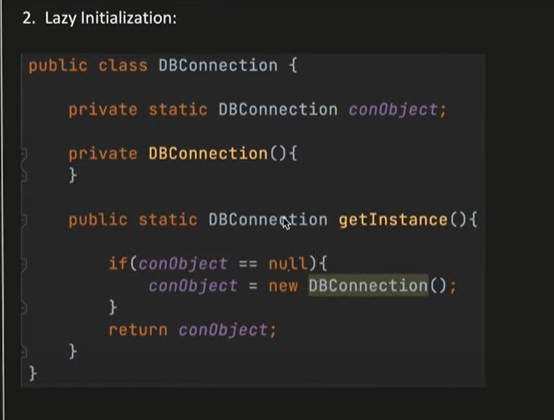 2. Lazy Initialization:
public class DBConnection {
private static DBConnection conObject;
private DBConnection(){
}
public static DBConnection getInstance(){
if(conObject == null){
conObject = new DBConnection();
}
return conObject;
}
}